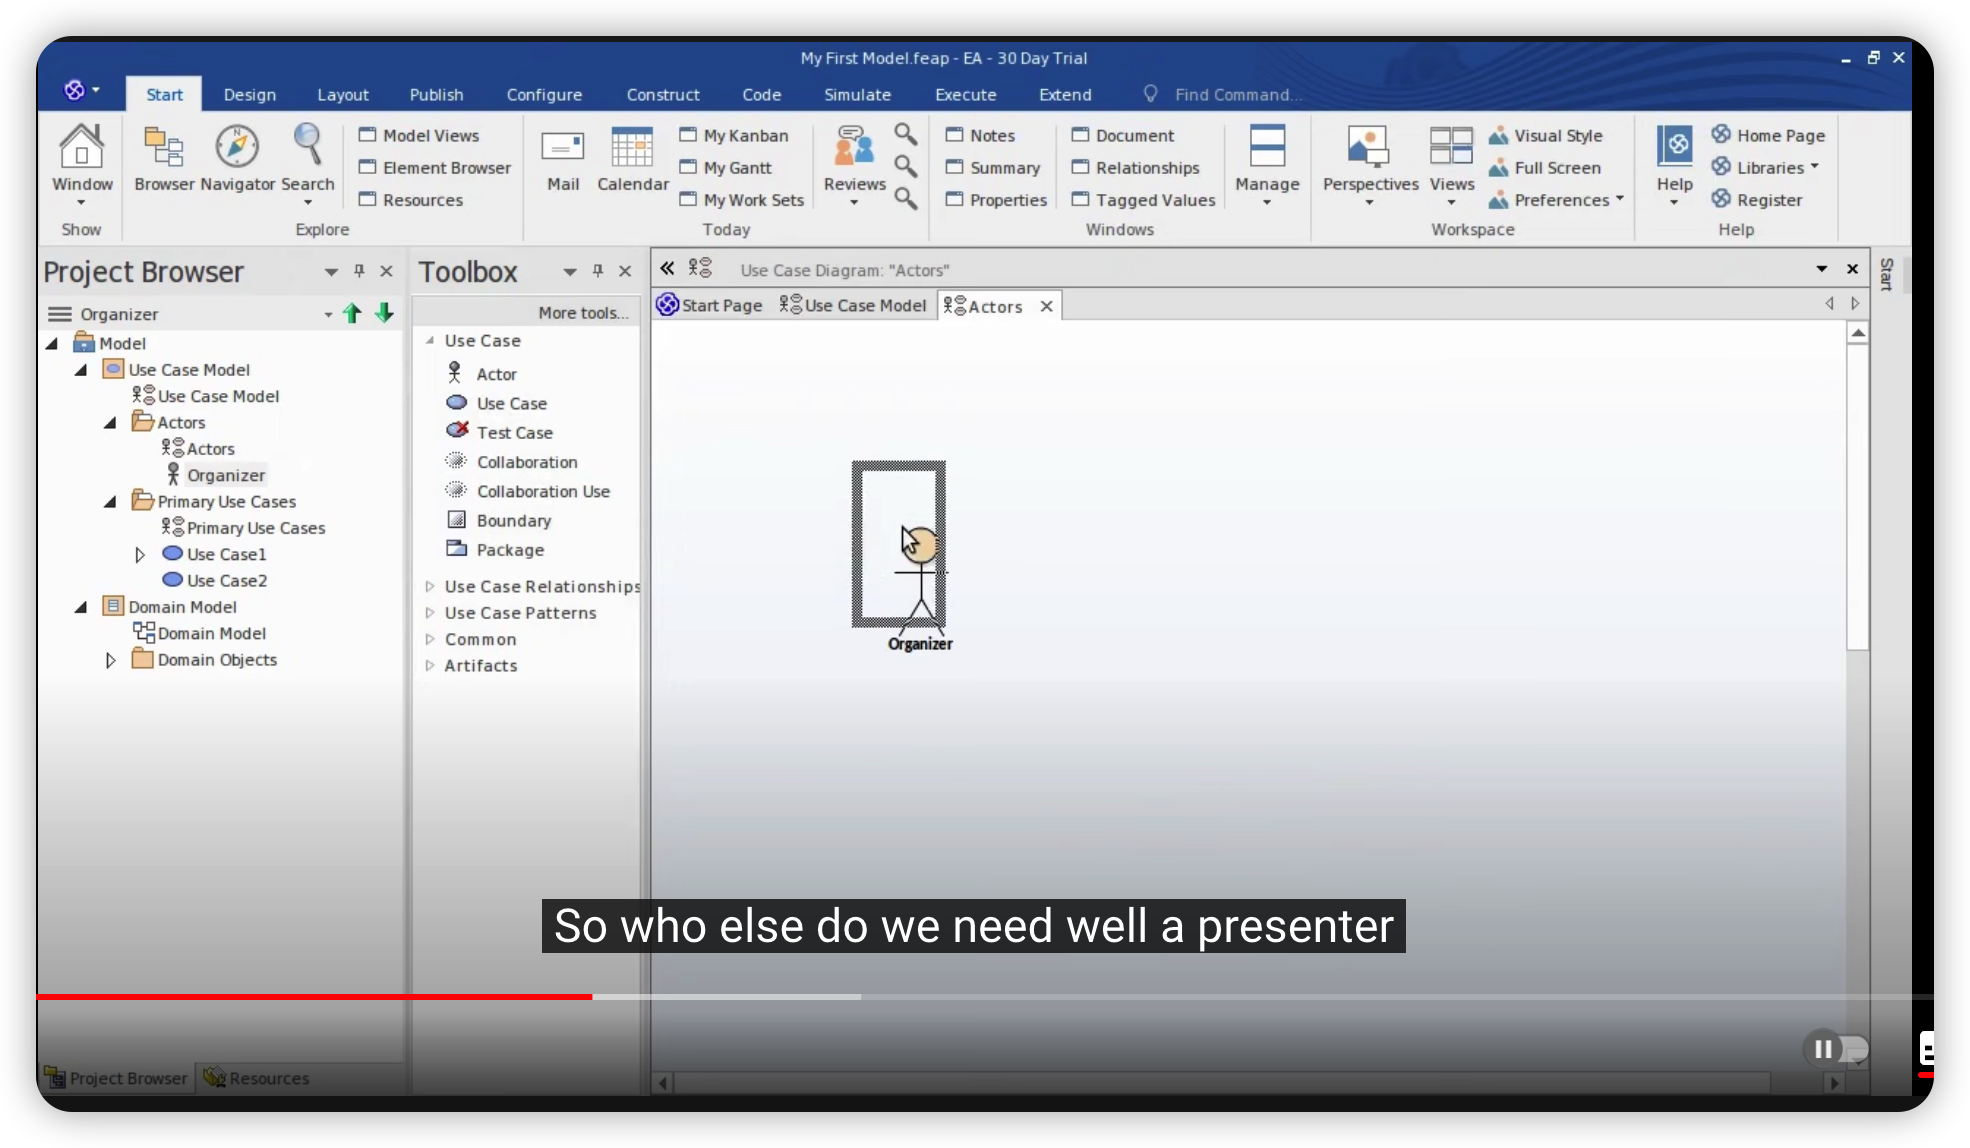 My First Model.feap - EA - 30 Day Trial
Start Design Layout Publish Configure Construct Code Simulate Execute Extend Find Command...
Window
Show
Browser Navigator Search
Model Views
Element Browser
Resources
Explore
Mail Calendar
My Kanban
My Gantt
My Work Sets
Today
Reviews
Notes
Summary
Properties
Document
Relationships
Tagged Values
Windows
Manage
Perspectives Views
Visual Style
Full Screen
Preferences
Workspace
Help
Home Page
Libraries
Register
Help
Project Browser
Organizer
Model
Use Case Model
Use Case Model
Actors
Actors
Organizer
Primary Use Cases
Primary Use Cases
Use Case1
Use Case2
Domain Model
Domain Model
Domain Objects
Project Browser Resources
Toolbox
More tools...
Use Case
Actor
Use Case
Test Case
Collaboration
Collaboration Use
Boundary
Package
Use Case Relationships
Use Case Patterns
Common
Artifacts
Use Case Diagram: "Actors"
Start Page Use Case Model Actors
Start
Organizer
So who else do we need well a presenter